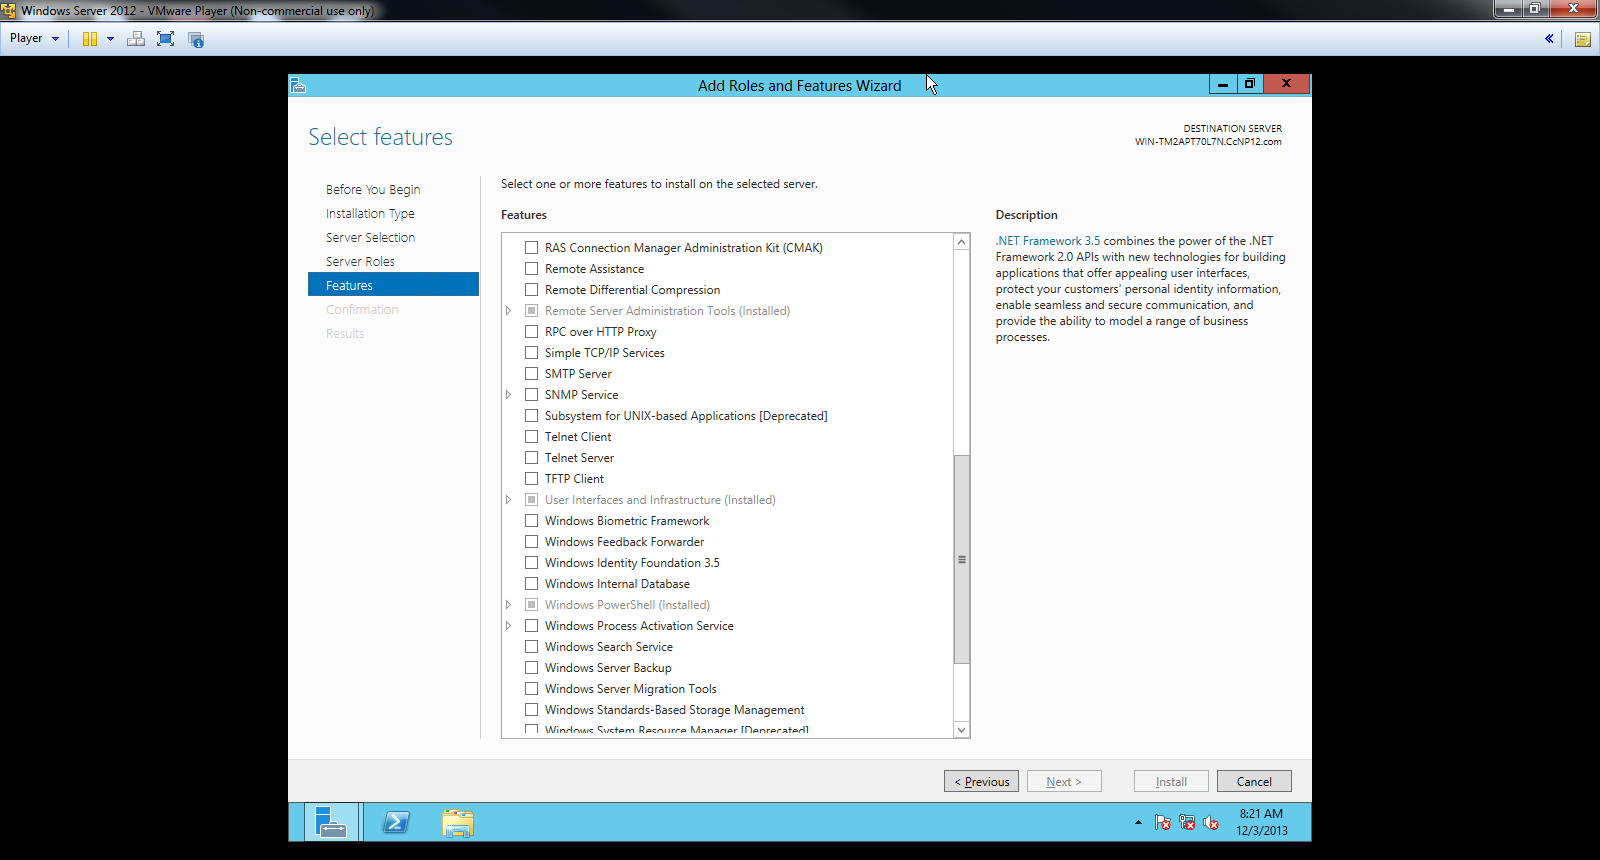 Windows Server 2012 - VMware Player (Non-commercial use only)
Player
Add Roles and Features Wizard
Select features
DESTINATION SERVER
WIN-TM2APT70L7N.CcNP12.com
Before You Begin
Installation Type
Server Selection
Server Roles
Features
Confirmation
Results
Select one or more features to install on the selected server.
Features
RAS Connection Manager Administration Kit (CMAK)
Remote Assistance
Remote Differential Compression
Remote Server Administration Tools (Installed)
RPC over HTTP Proxy
Simple TCP/IP Services
SMTP Server
SNMP Service
Subsystem for UNIX-based Applications [Deprecated]
Telnet Client
Telnet Server
TFTP Client
User Interfaces and Infrastructure (Installed)
Windows Biometric Framework
Windows Feedback Forwarder
Windows Identity Foundation 3.5
Windows Internal Database
Windows PowerShell (Installed)
Windows Process Activation Service
Windows Search Service
Windows Server Backup
Windows Server Migration Tools
Windows Standards-Based Storage Management
Windows System Resource Manager [Deprecated]
Description
.NET Framework 3.5 combines the power of the .NET
Framework 2.0 APIs with new technologies for building
applications that offer appealing user interfaces,
protect your customers' personal identity information,
enable seamless and secure communication, and
provide the ability to model a range of business
processes.
< Previous
Next >
Install
Cancel
8:21 AM
12/3/2013